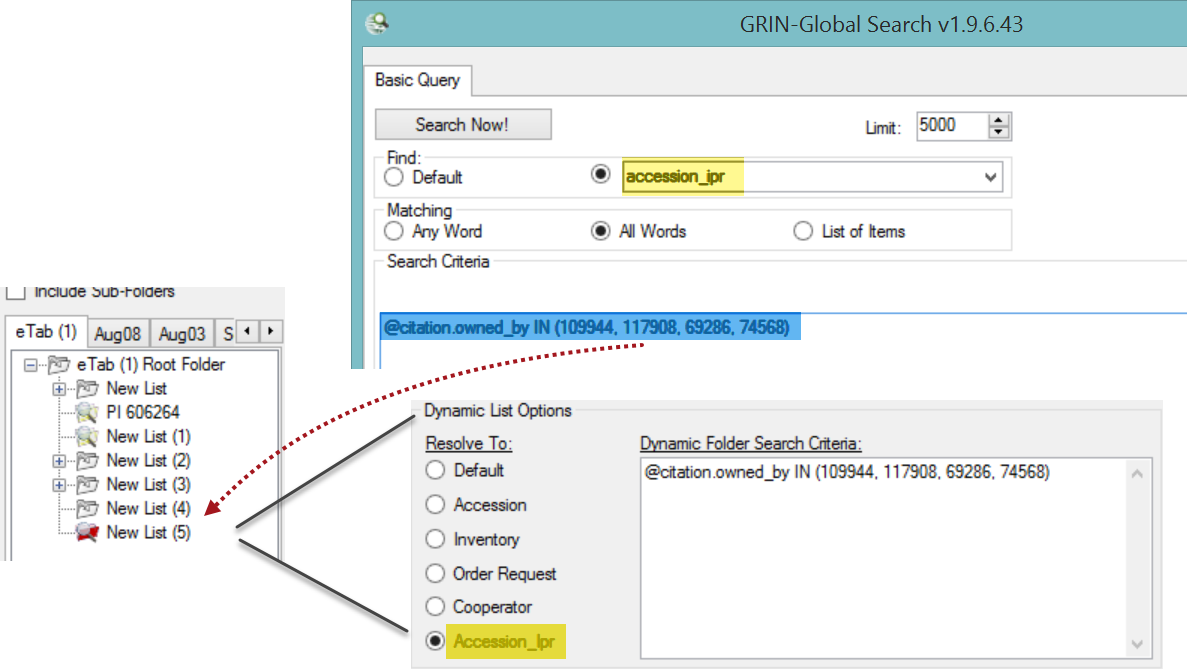 GRIN-Global Search v1.9.6.43
Basic Query
Search Now!
Limit: 5000
Find:
Default
accession_ipr
Matching
Any Word All Words List of Items
Search Criteria
@citation.owned_by IN (109944, 117908, 69286, 74568)
Include Sub-Folders
eTab (1) Aug08 Aug03 S
eTab (1) Root Folder
New List
PI 606264
New List (1)
New List (2)
New List (3)
New List (4)
New List (5)
Dynamic List Options
Resolve To:
Default
Accession
Inventory
Order Request
Cooperator
Accession_Ipr
Dynamic Folder Search Criteria:
@citation.owned_by IN (109944, 117908, 69286, 74568)